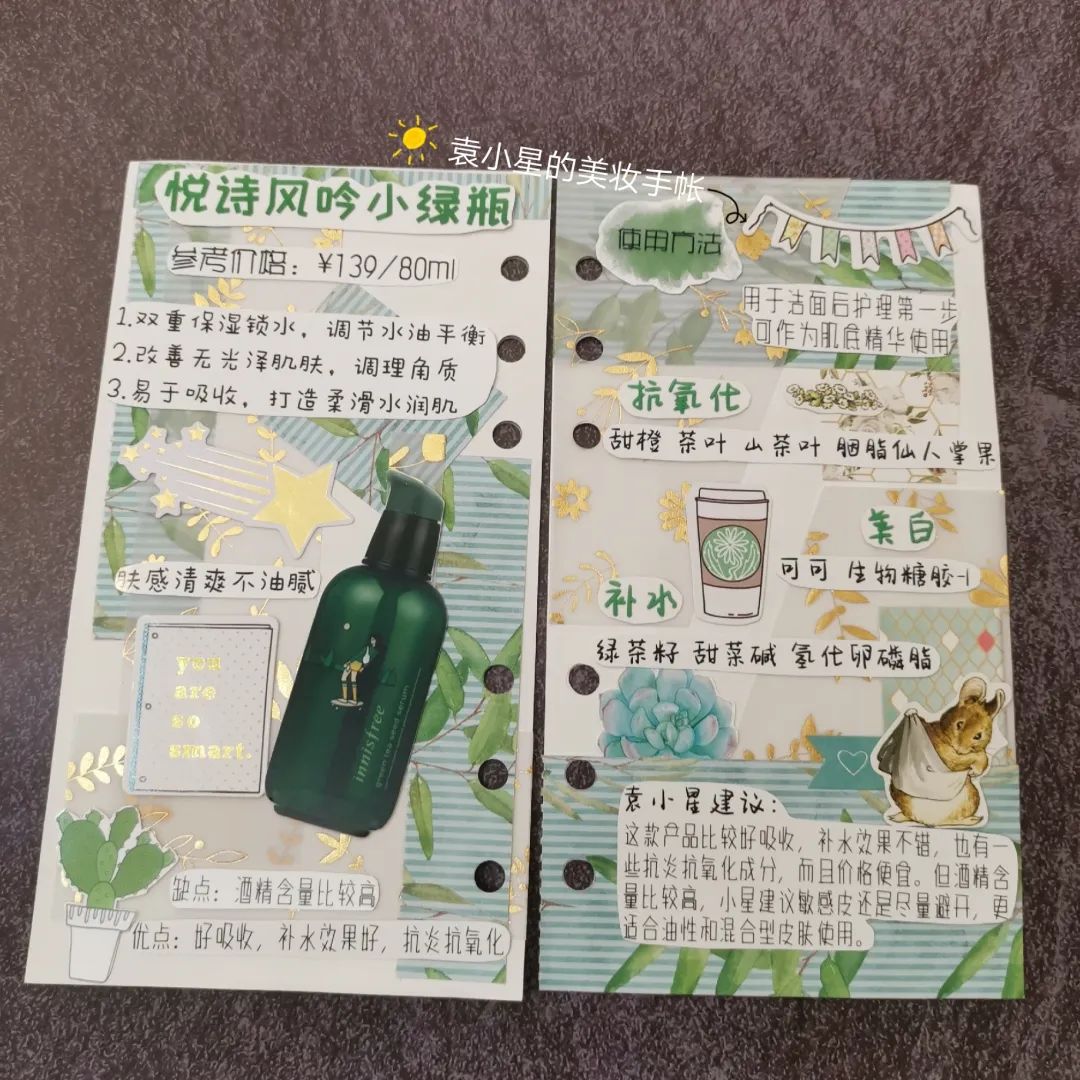 袁小星的美妆手帐
悦诗风吟小绿瓶
参考价格：¥139/80ml
1.双重保湿锁水，调节水油平衡
2.改善无光泽肌肤，调理角质
3.易于吸收，打造柔滑水润肌
肤感清爽不油腻
you
are
so
smart.
innisfree
green tea seed serum
缺点：酒精含量比较高
优点：好吸收，补水效果好，抗炎抗氧化
使用方法
用于洁面后护理第一步
可作为肌底精华使用
抗氧化
甜橙 茶叶 山茶叶 胭脂仙人掌果
美白
可可 生物糖胶-1
补水
绿茶籽 甜菜碱 氢化卵磷脂
袁小星建议：
这款产品比较好吸收，补水效果不错，也有一
些抗炎抗氧化成分，而且价格便宜。但酒精含
量比较高，小星建议敏感皮还是尽量避开，更
适合油性和混合型皮肤使用。